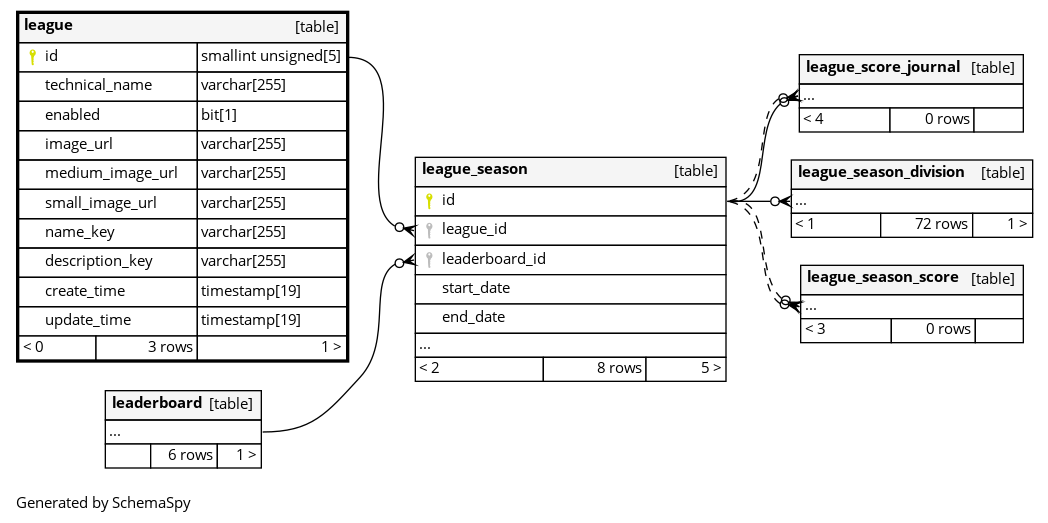 league [table]
id smallint unsigned[5]
technical_name varchar[255]
enabled bit[1]
image_url varchar[255]
medium_image_url varchar[255]
small_image_url varchar[255]
name_key varchar[255]
description_key varchar[255]
create_time timestamp[19]
update_time timestamp[19]
< 0 3 rows 1 >
leaderboard [table]
...
6 rows 1 >
league_season [table]
id
league_id
leaderboard_id
start_date
end_date
...
< 2 8 rows 5 >
league_score_journal [table]
...
< 4 0 rows
league_season_division [table]
...
< 1 72 rows 1 >
league_season_score [table]
...
< 3 0 rows
Generated by SchemaSpy